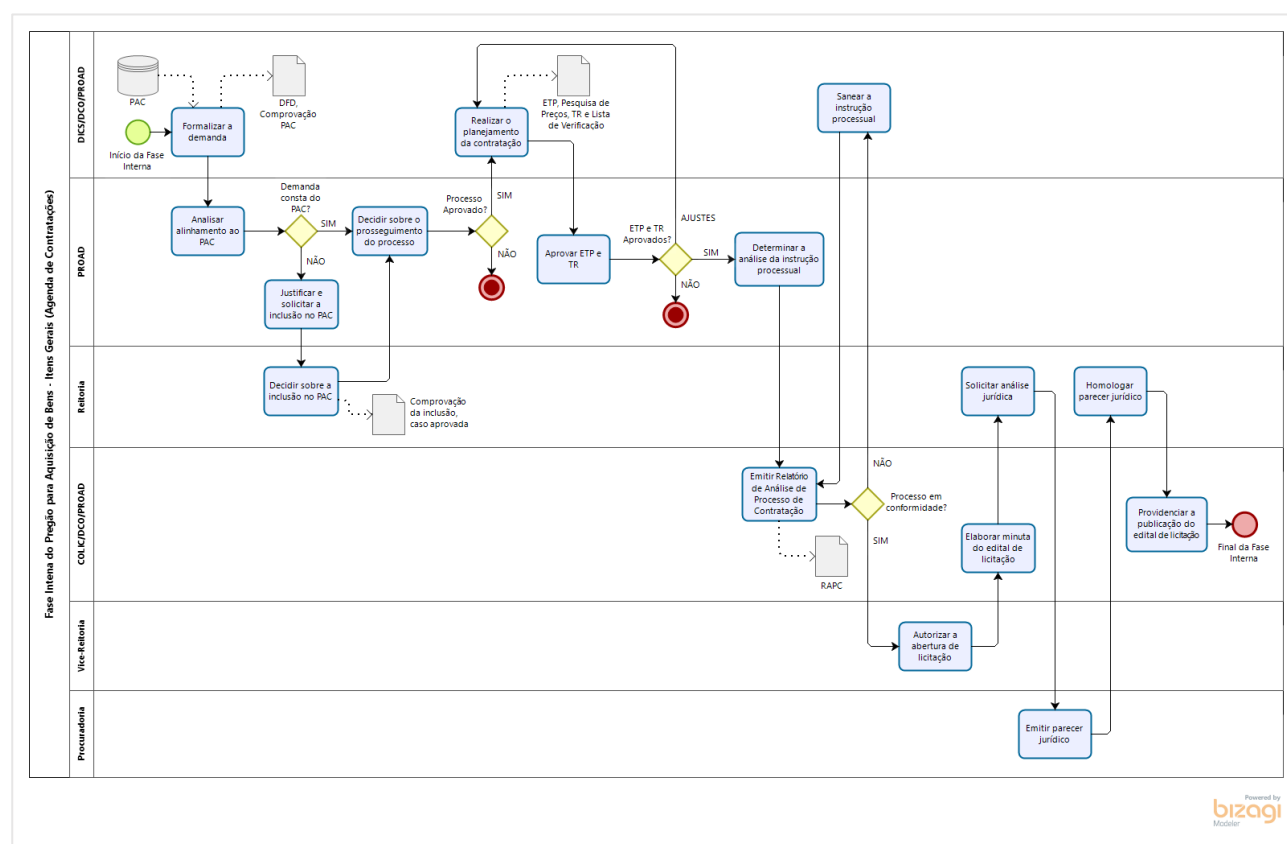 Fase Intena do Pregão para Aquisição de Bens - Itens Gerais (Agenda de Contratações)
DICS/DCO/PROAD
PAC
DFD,
Comprovação
PAC
Início da Fase
Interna
Formalizar a
demanda
Realizar o
planejamento
da contratação
ETP, Pesquisa de
Preços, TR e Lista
de Verificação
Sanear a
instrução
processual
PROAD
Analisar
alinhamento ao
PAC
Demanda
consta do
PAC?
SIM
NÃO
Decidir sobre o
prosseguimento
do processo
Processo
Aprovado?
SIM
NÃO
Justificar e
solicitar a
inclusão no PAC
Aprovar ETP e
TR
ETP e TR
Aprovados?
AJUSTES
SIM
NÃO
Determinar a
análise da instrução
processual
Reitoria
Decidir sobre a
inclusão no PAC
Comprovação
da inclusão,
caso aprovada
Solicitar análise
jurídica
Homologar
parecer jurídico
COLIC/DCO/PROAD
Emitir Relatório
de Análise de
Processo de
Contratação
RAPC
NÃO
Processo em
conformidade?
SIM
Elaborar minuta
do edital de
licitação
Providenciar a
publicação do
edital de licitação
Final da Fase
Interna
Vice-Reitoria
Autorizar a
abertura de
licitação
Procuradoria
Emitir parecer
jurídico
Powered by
bizagi
Modeler